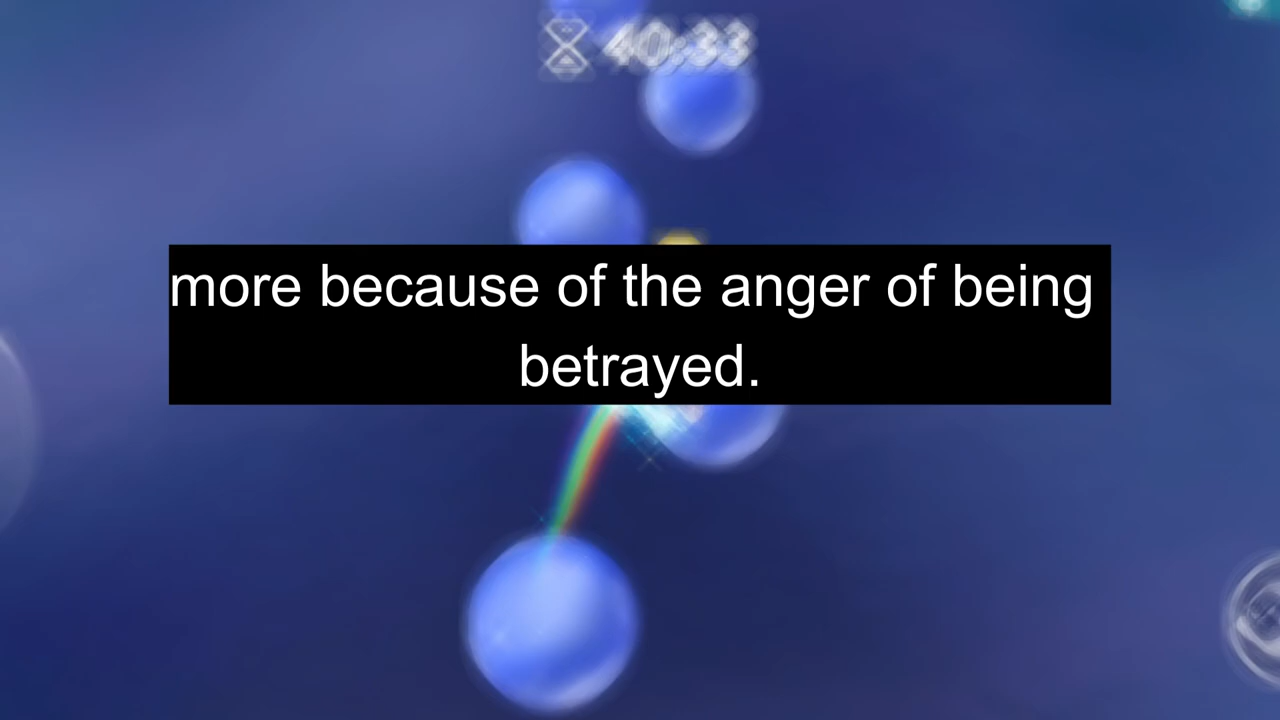 40:33
more because of the anger of being
betrayed.